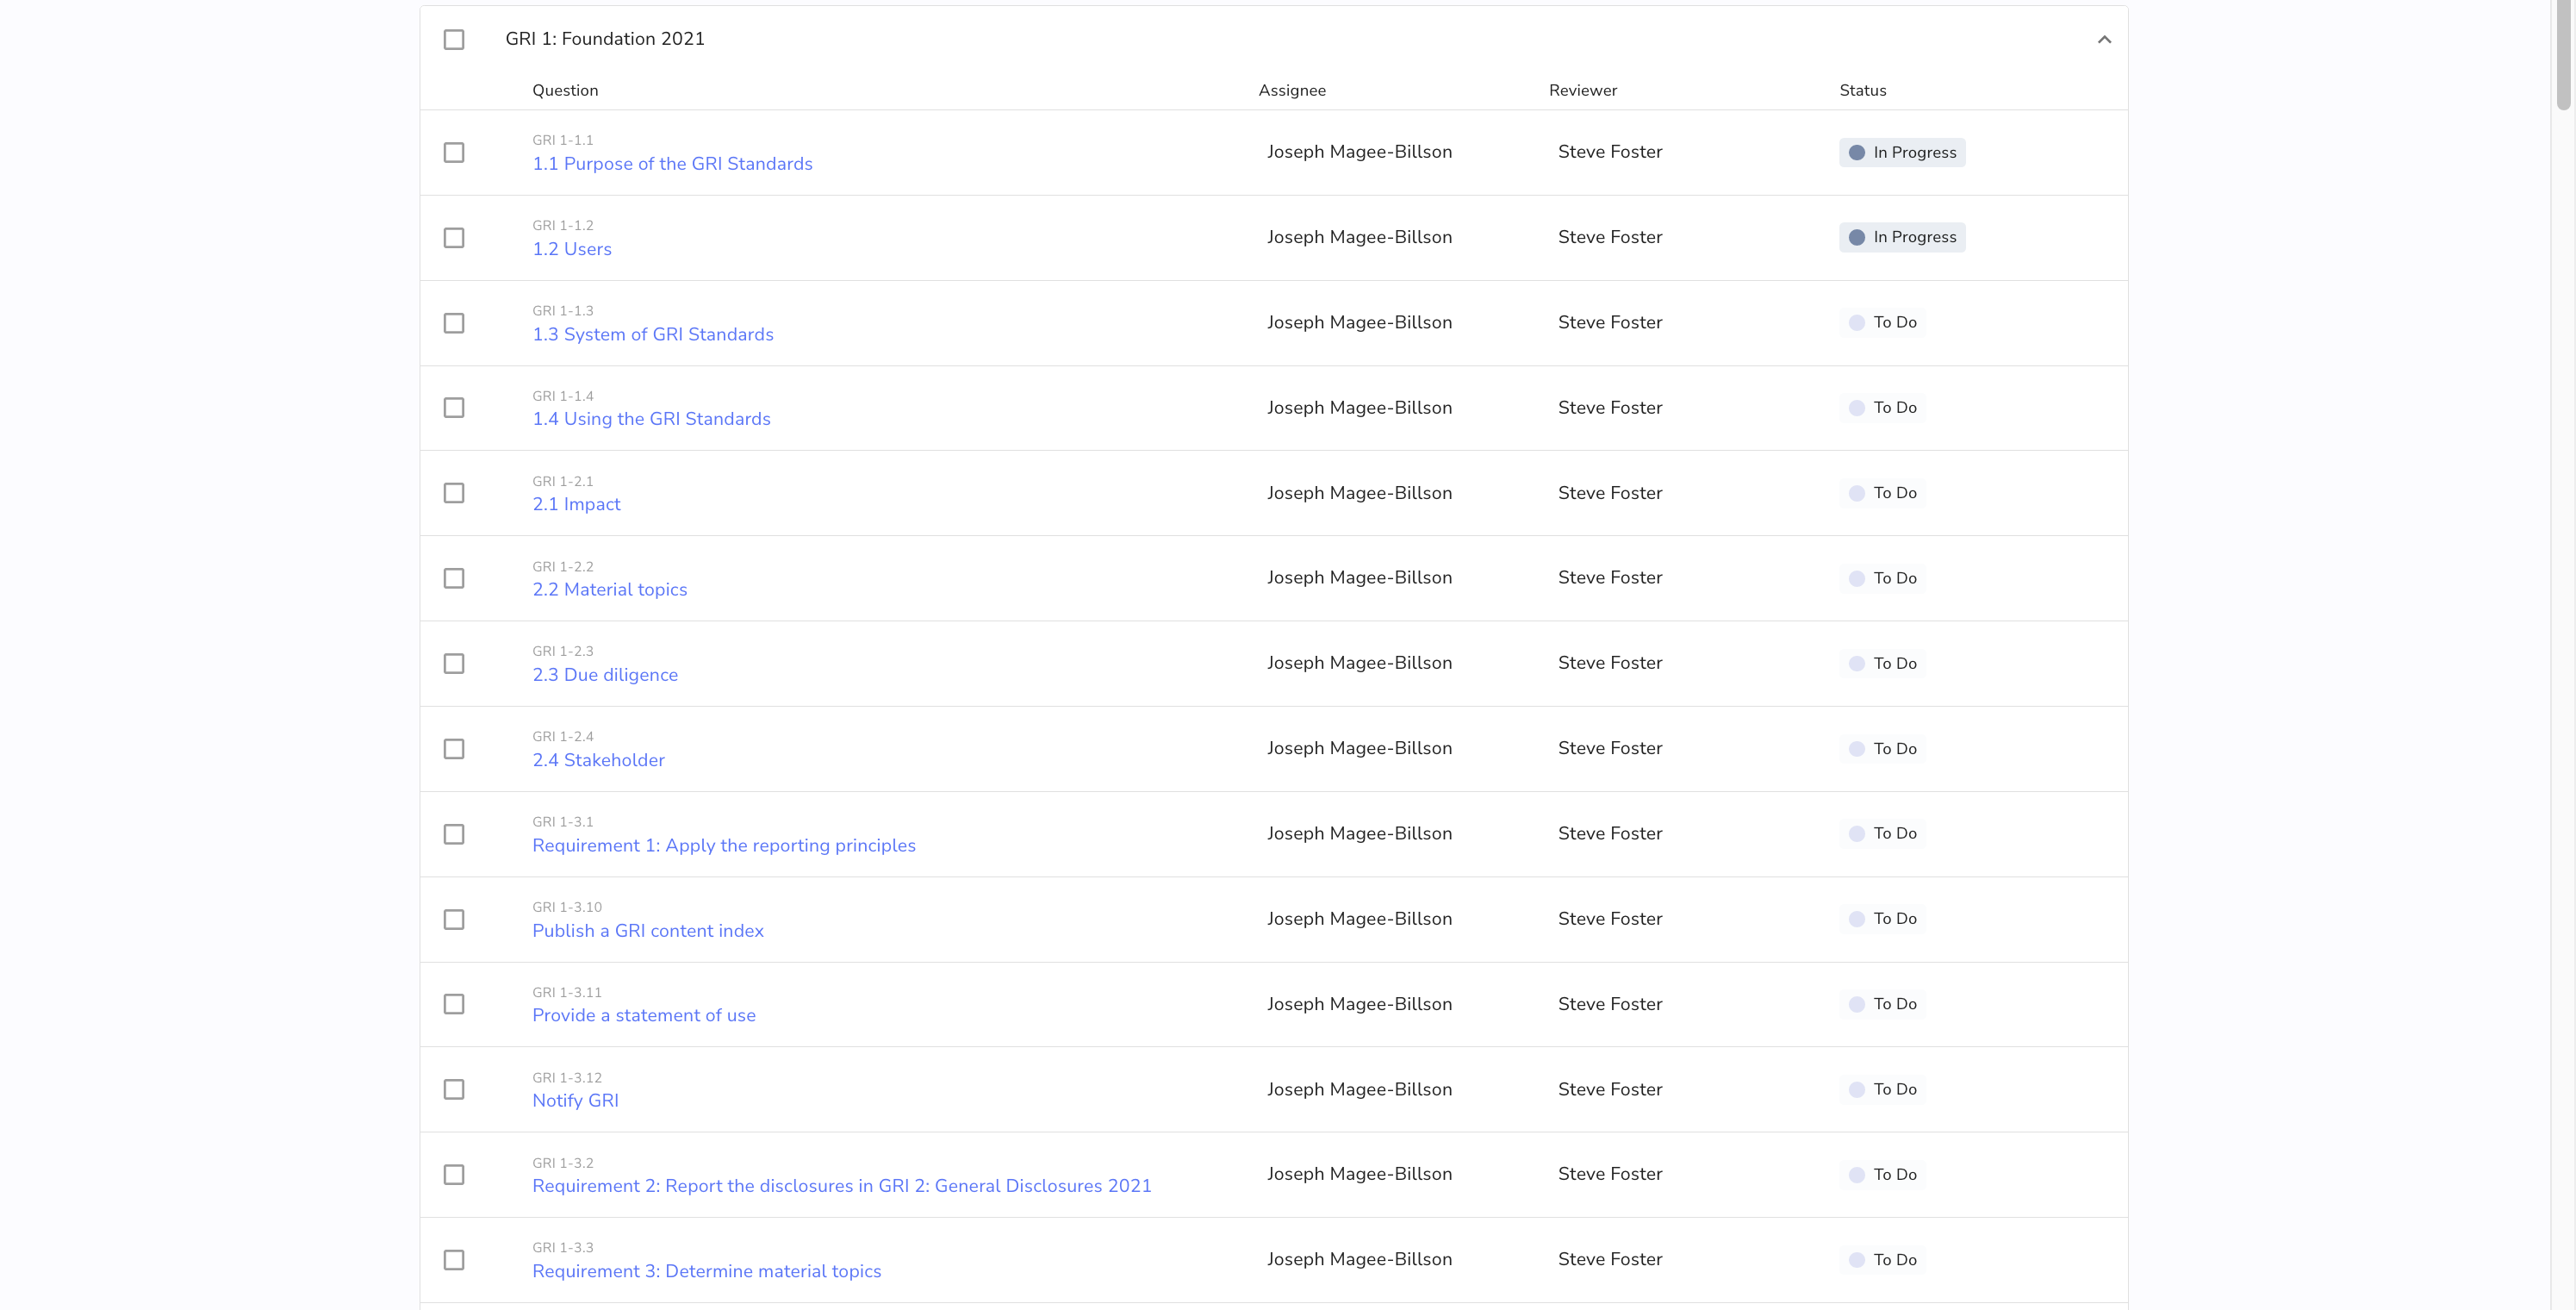 GRI 1: Foundation 2021
Question Assignee Reviewer Status
GRI 1-1.1
1.1 Purpose of the GRI Standards Joseph Magee-Billson Steve Foster In Progress
GRI 1-1.2
1.2 Users Joseph Magee-Billson Steve Foster In Progress
GRI 1-1.3
1.3 System of GRI Standards Joseph Magee-Billson Steve Foster To Do
GRI 1-1.4
1.4 Using the GRI Standards Joseph Magee-Billson Steve Foster To Do
GRI 1-2.1
2.1 Impact Joseph Magee-Billson Steve Foster To Do
GRI 1-2.2
2.2 Material topics Joseph Magee-Billson Steve Foster To Do
GRI 1-2.3
2.3 Due diligence Joseph Magee-Billson Steve Foster To Do
GRI 1-2.4
2.4 Stakeholder Joseph Magee-Billson Steve Foster To Do
GRI 1-3.1
Requirement 1: Apply the reporting principles Joseph Magee-Billson Steve Foster To Do
GRI 1-3.10
Publish a GRI content index Joseph Magee-Billson Steve Foster To Do
GRI 1-3.11
Provide a statement of use Joseph Magee-Billson Steve Foster To Do
GRI 1-3.12
Notify GRI Joseph Magee-Billson Steve Foster To Do
GRI 1-3.2
Requirement 2: Report the disclosures in GRI 2: General Disclosures 2021 Joseph Magee-Billson Steve Foster To Do
GRI 1-3.3
Requirement 3: Determine material topics Joseph Magee-Billson Steve Foster To Do